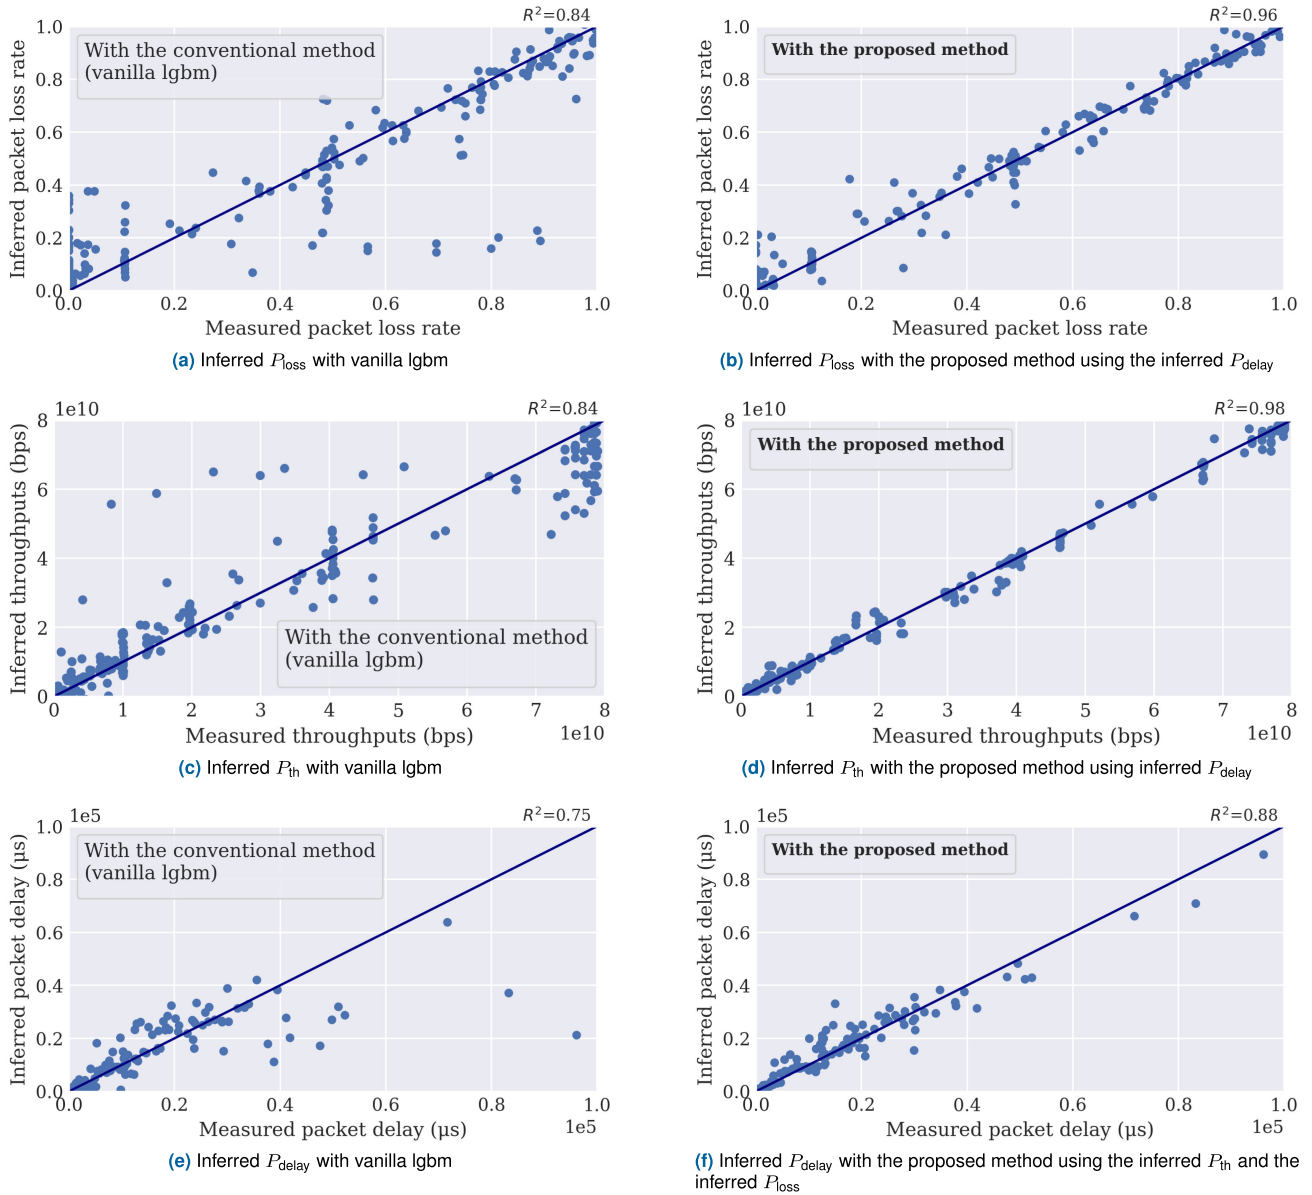 R²=0.84
1.0
0.8
0.6
0.4
0.2
0.0
With the conventional method
(vanilla lgbm)
Inferred packet loss rate
0.0 0.2 0.4 0.6 0.8 1.0
Measured packet loss rate
(a) Inferred P_loss with vanilla lgbm
R²=0.96
1.0
0.8
0.6
0.4
0.2
0.0
With the proposed method
Inferred packet loss rate
0.0 0.2 0.4 0.6 0.8 1.0
Measured packet loss rate
(b) Inferred P_loss with the proposed method using the inferred P_delay
1e10
R²=0.84
8
6
4
2
0
Inferred throughputs (bps)
With the conventional method
(vanilla lgbm)
0 1 2 3 4 5 6 7 8
Measured throughputs (bps)
1e10
(c) Inferred P_th with vanilla lgbm
1e10
R²=0.98
8
6
4
2
0
With the proposed method
Inferred throughputs (bps)
0 1 2 3 4 5 6 7 8
Measured throughputs (bps)
1e10
(d) Inferred P_th with the proposed method using inferred P_delay
1e5
R²=0.75
1.0
0.8
0.6
0.4
0.2
0.0
With the conventional method
(vanilla lgbm)
Inferred packet delay (μs)
0.0 0.2 0.4 0.6 0.8 1.0
Measured packet delay (μs)
1e5
(e) Inferred P_delay with vanilla lgbm
1e5
R²=0.88
1.0
0.8
0.6
0.4
0.2
0.0
With the proposed method
Inferred packet delay (μs)
0.0 0.2 0.4 0.6 0.8 1.0
Measured packet delay (μs)
1e5
(f) Inferred P_delay with the proposed method using the inferred P_th and the
inferred P_loss